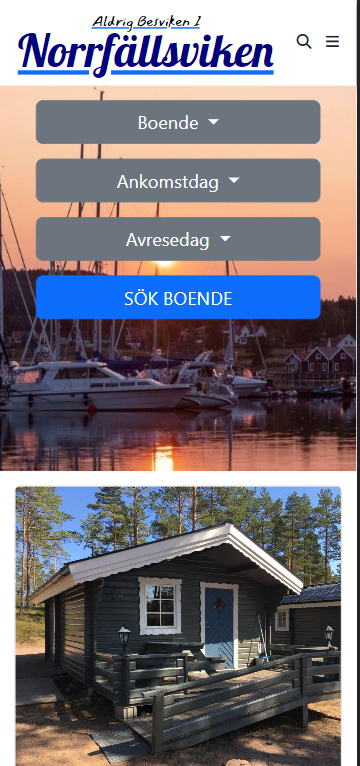 Aldrig Besviken I
Norrfällsviken
Boende
Ankomstdag
Avresedag
SÖK BOENDE